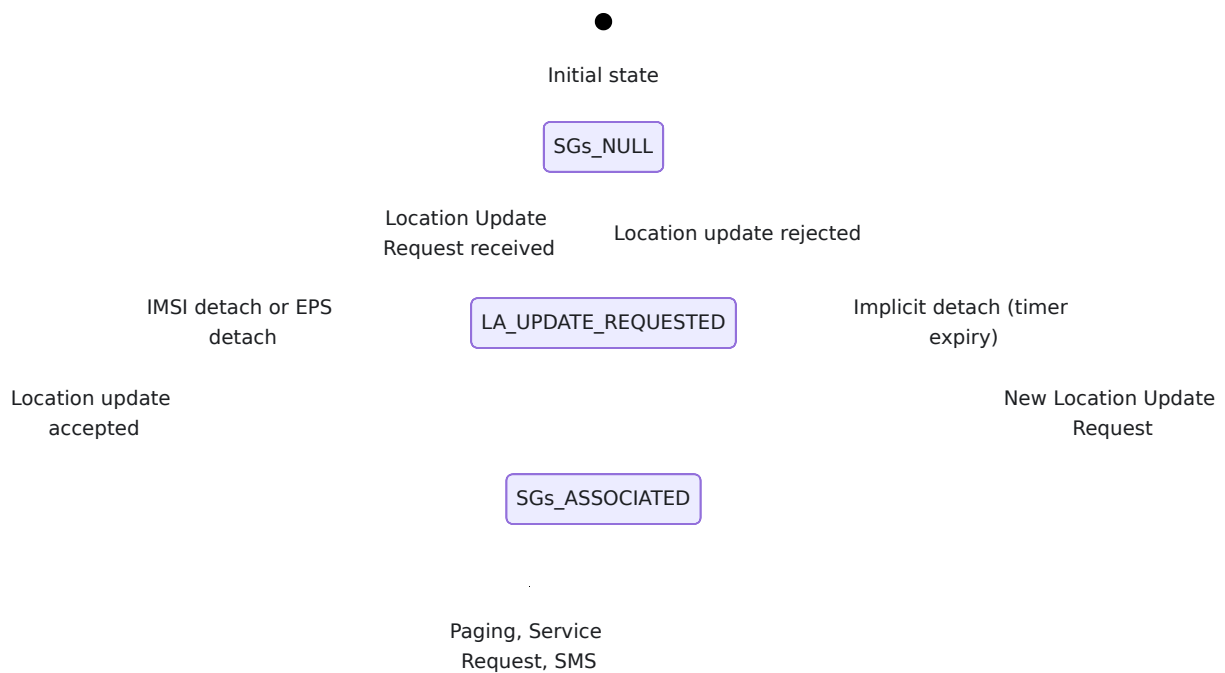 Initial state
SGs_NULL
Location Update
Request received
Location update rejected
IMSI detach or EPS
detach
LA_UPDATE_REQUESTED
Implicit detach (timer
expiry)
Location update
accepted
New Location Update
Request
SGs_ASSOCIATED
Paging, Service
Request, SMS